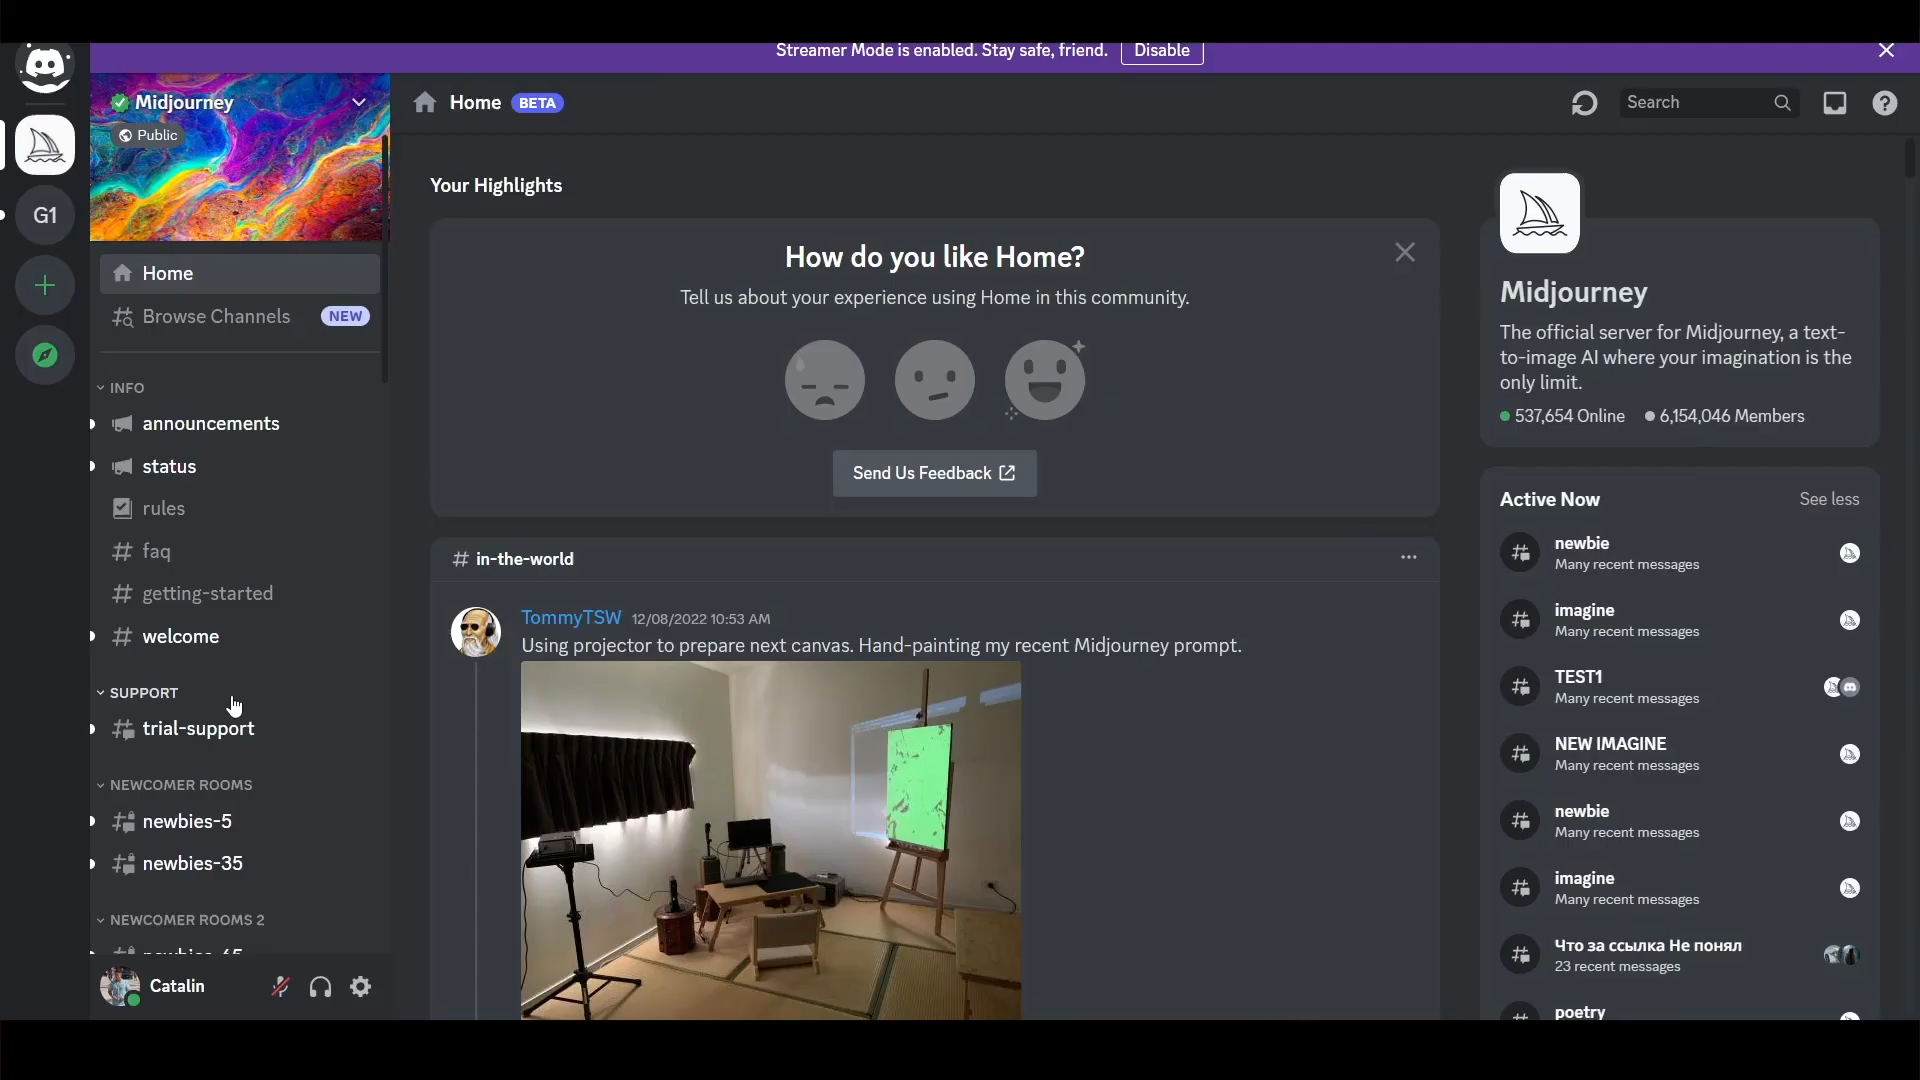 Streamer Mode is enabled. Stay safe, friend. Disable
Midjourney
Public
G1
Home
Browse Channels NEW
INFO
announcements
status
rules
faq
getting-started
welcome
SUPPORT
trial-support
NEWCOMER ROOMS
newbies-5
newbies-35
NEWCOMER ROOMS 2
newbies-65
Catalin
Home BETA
Search
Your Highlights
How do you like Home?
Tell us about your experience using Home in this community.
Send Us Feedback
in-the-world
TommyTSW 12/08/2022 10:53 AM
Using projector to prepare next canvas. Hand-painting my recent Midjourney prompt.
Midjourney
The official server for Midjourney, a text-
to-image AI where your imagination is the
only limit.
537,654 Online 6,154,046 Members
Active Now See less
newbie
Many recent messages
imagine
Many recent messages
TEST1
Many recent messages
NEW IMAGINE
Many recent messages
newbie
Many recent messages
imagine
Many recent messages
Что за ссылка Не понял
23 recent messages
poetry